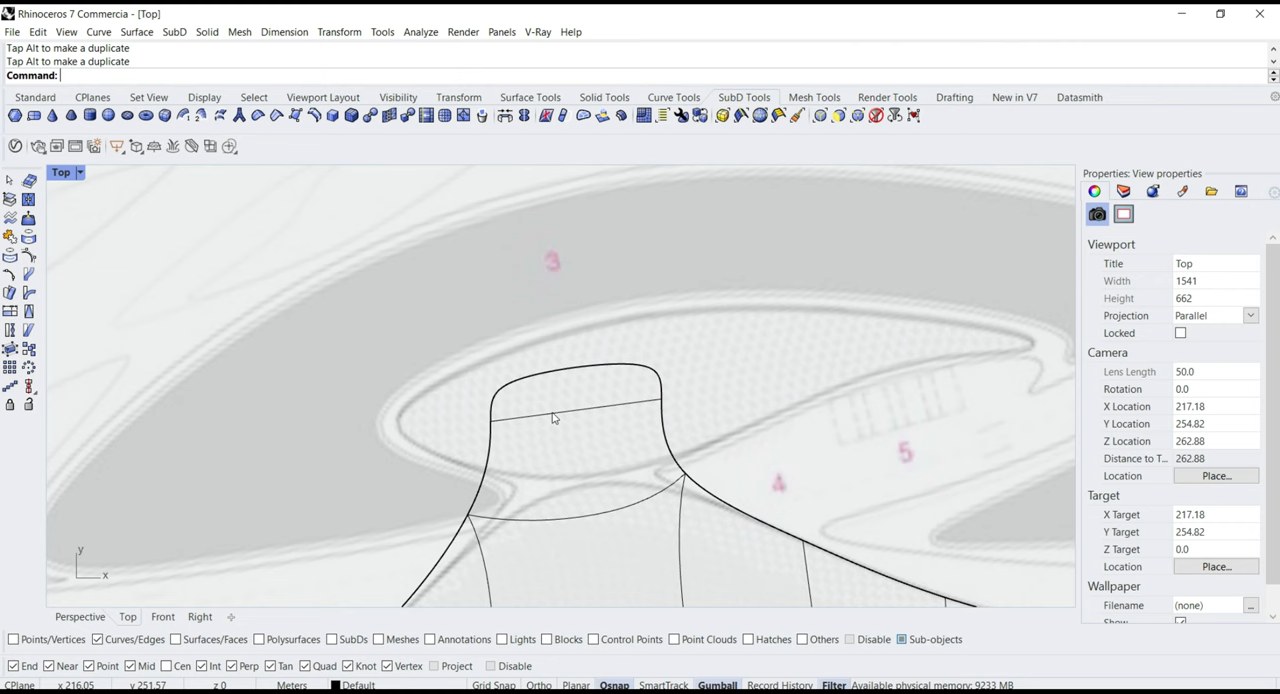 Rhinoceros 7 Commercia - [Top]
File Edit View Curve Surface SubD Solid Mesh Dimension Transform Tools Analyze Render Panels V-Ray Help
Tap Alt to make a duplicate
Tap Alt to make a duplicate
Command:
Standard CPlanes Set View Display Select Viewport Layout Visibility Transform Surface Tools Solid Tools Curve Tools SubD Tools Mesh Tools Render Tools Drafting New in V7 Datasmith
Top
Properties: View properties
Viewport
Title Top
Width 1541
Height 662
Projection Parallel
Locked
Camera
Lens Length 50.0
Rotation 0.0
X Location 217.18
Y Location 254.82
Z Location 262.88
Distance to T... 262.88
Location Place...
Target
X Target 217.18
Y Target 254.82
Z Target 0.0
Location Place...
Wallpaper
Filename (none) ...
Show
3
5
4
y
x
Perspective Top Front Right
Points/Vertices Curves/Edges Surfaces/Faces Polysurfaces SubDs Meshes Annotations Lights Blocks Control Points Point Clouds Hatches Others Disable Sub-objects
End Near Point Mid Cen Int Perp Tan Quad Knot Vertex Project Disable
CPlane x 216.05 y 251.57 z 0 Meters Default Grid Snap Ortho Planar Osnap SmartTrack Gumball Record History Filter Available physical memory: 9233 MB